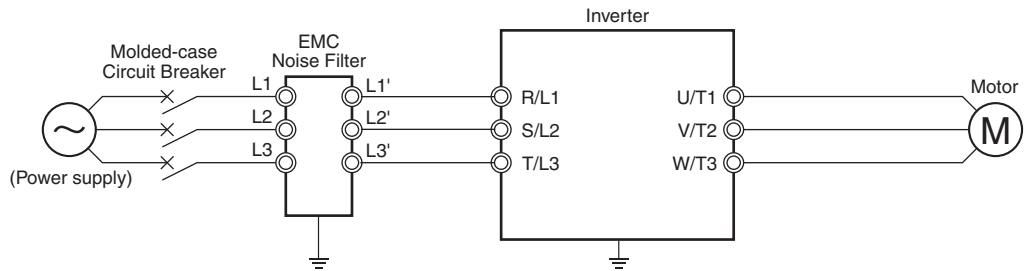 Inverter
EMC
Noise Filter
Molded-case
Circuit Breaker
Motor
L1
L1'
R/L1
U/T1
L2
L2'
S/L2
V/T2
~
M
L3
L3'
T/L3
W/T3
(Power supply)